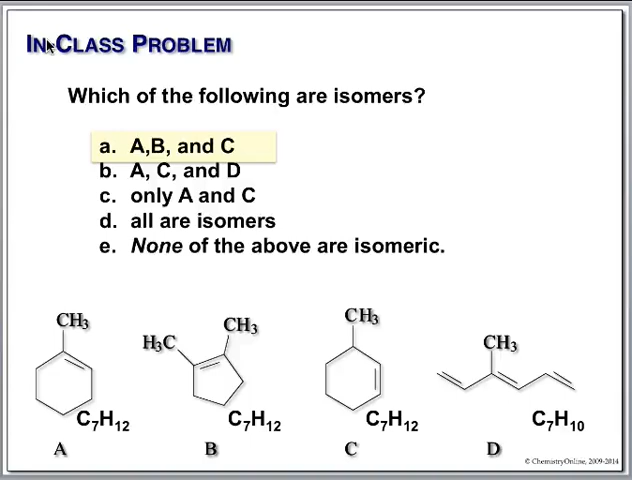 IN CLASS PROBLEM
Which of the following are isomers?
a. A,B, and C
b. A, C, and D
c. only A and C
d. all are isomers
e. None of the above are isomeric.
CH3
H3C
CH3
CH3
CH3
C7H12
C7H12
C7H12
C7H10
A
B
C
D
© ChemistryOnline, 2009-2014